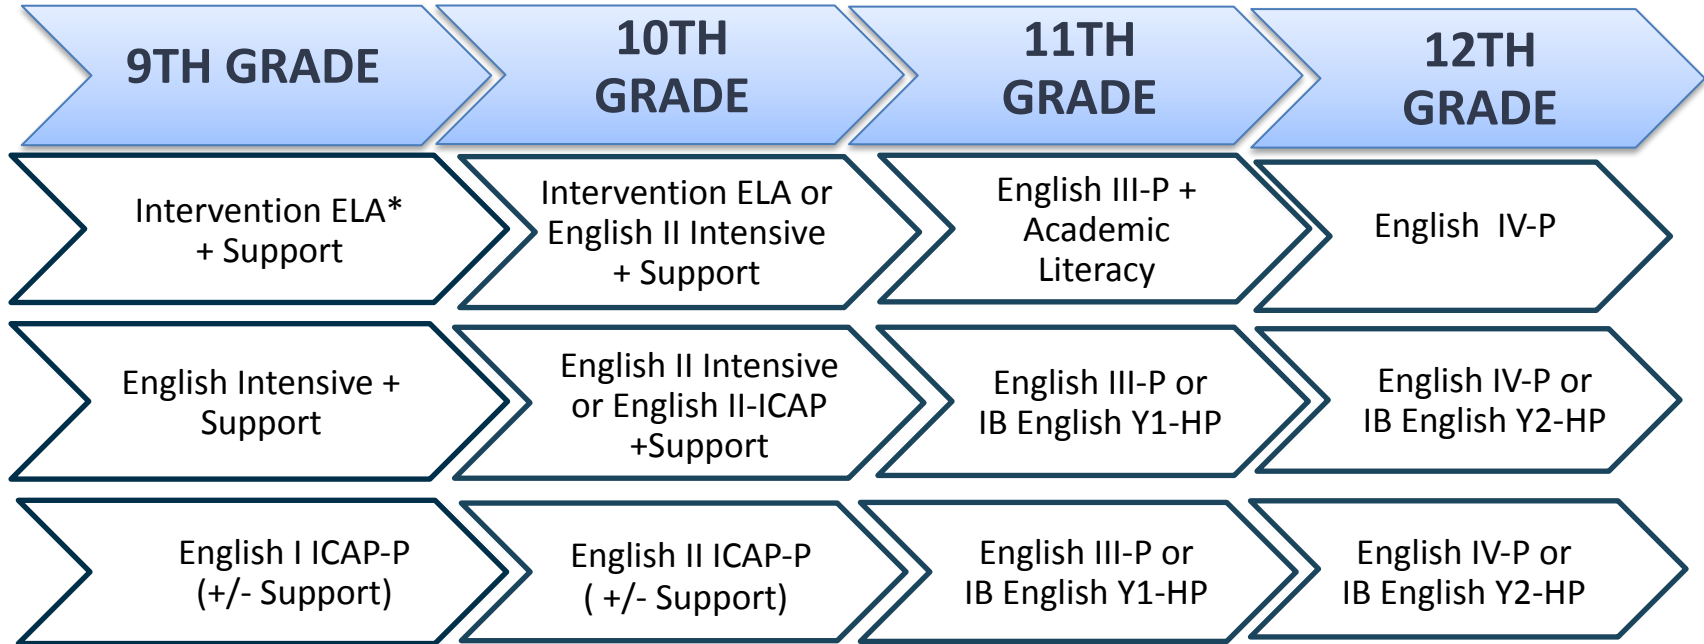 9TH GRADE
10TH
GRADE
11TH
GRADE
12TH
GRADE
Intervention ELA*
+ Support
Intervention ELA or
English II Intensive
+ Support
English III-P +
Academic
Literacy
English  IV-P
English Intensive +
Support
English II Intensive
or English II-ICAP
+Support
English III-P or
IB English Y1-HP
English IV-P or
IB English Y2-HP
English I ICAP-P
(+/- Support)
English II ICAP-P
( +/- Support)
English III-P or
IB English Y1-HP
English IV-P or
IB English Y2-HP